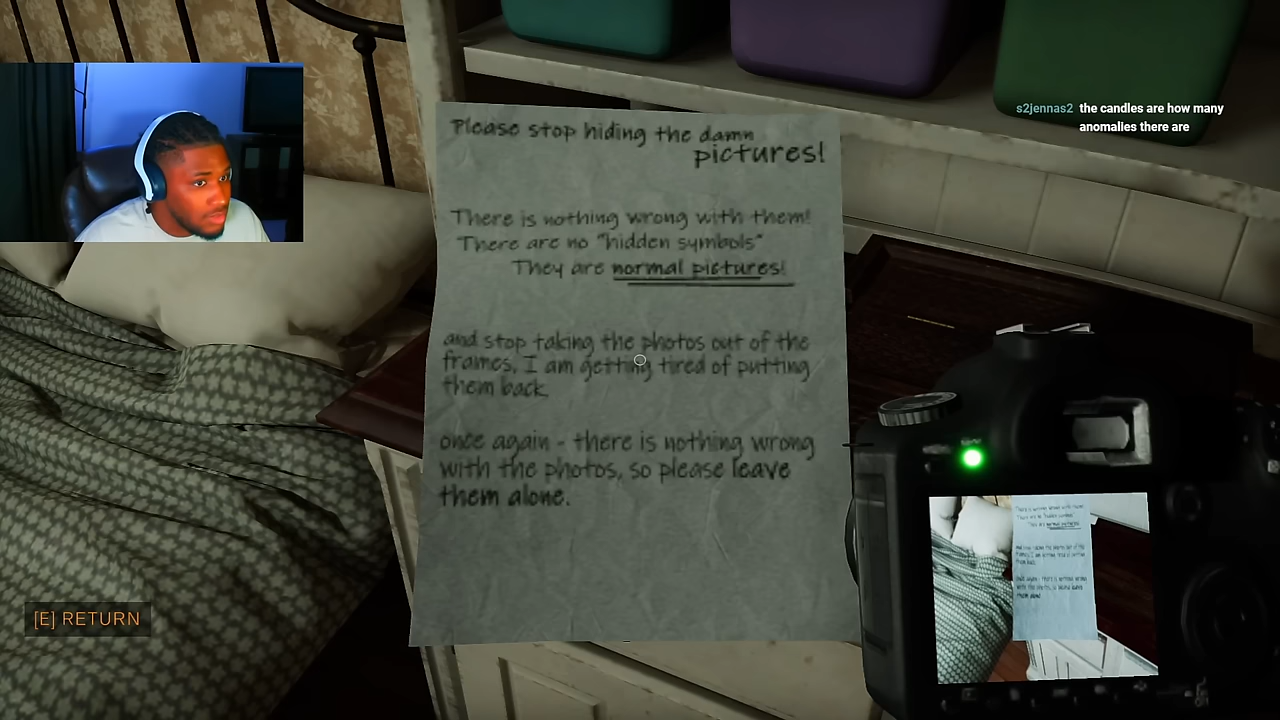 s2jennas2 the candles are how many
anomalies there are
Please stop hiding the damn
pictures!
There is nothing wrong with them!
There are no "hidden symbols"
They are normal pictures!
and stop taking the photos out of the
frames, I am getting tired of putting
them back.
once again - there is nothing wrong
with the photos, so please leave
them alone.
[E] RETURN